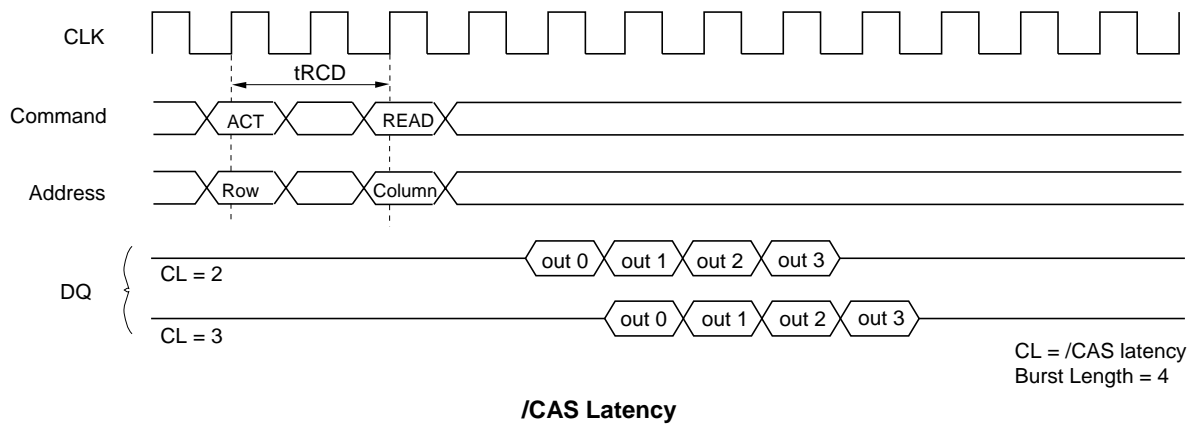 CLK
tRCD
Command
ACT
READ
Address
Row
Column
DQ
CL = 2
out 0
out 1
out 2
out 3
CL = 3
out 0
out 1
out 2
out 3
CL = /CAS latency
Burst Length = 4
/CAS Latency